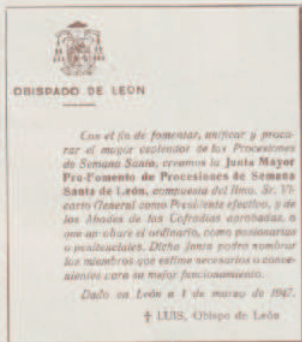 OBISPADO DE LEON
Con el fin de fomentar, unificar y procu-
rar el mayor esplendor de las Procesiones
de Semana Santa, creamos la Junta Mayor
Pro-Fomento de Procesiones de Semana
Santa de León, compuesta del Ilmo. Sr. Vi-
cario General como Presidente efectivo, y de
los Abades de las Cofradías aprobadas, o
que aprobare el ordinario, como pasionarias
o penitenciales. Dicha Junta podrá nombrar
los miembros que estime necesarios o conve-
nientes para su mejor funcionamiento.
Dado en León a 1 de marzo de 1947.
† LUIS, Obispo de León